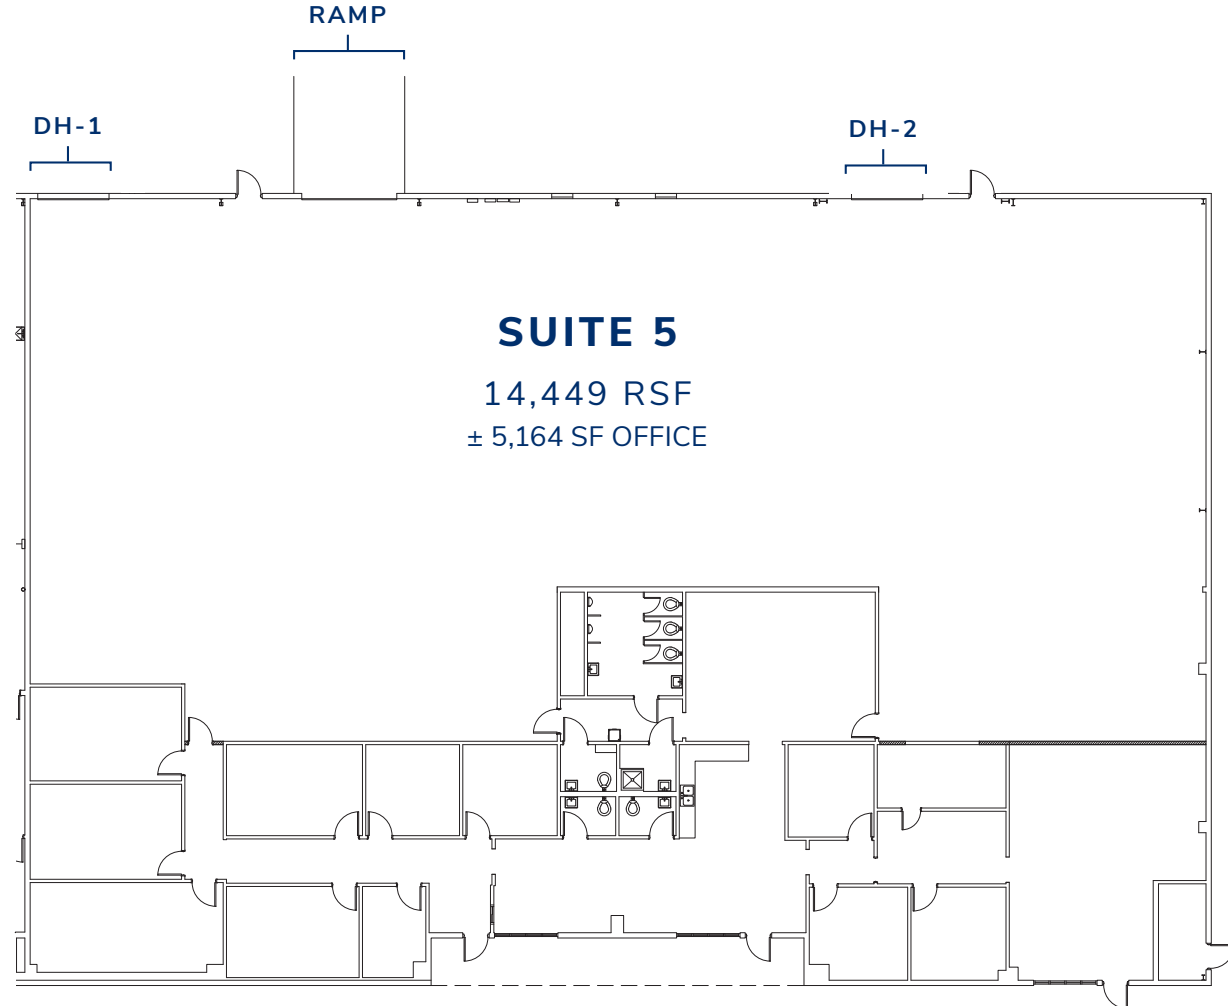 RAMP
DH-1
DH-2
SUITE 5
14,449 RSF
± 5,164 SF OFFICE